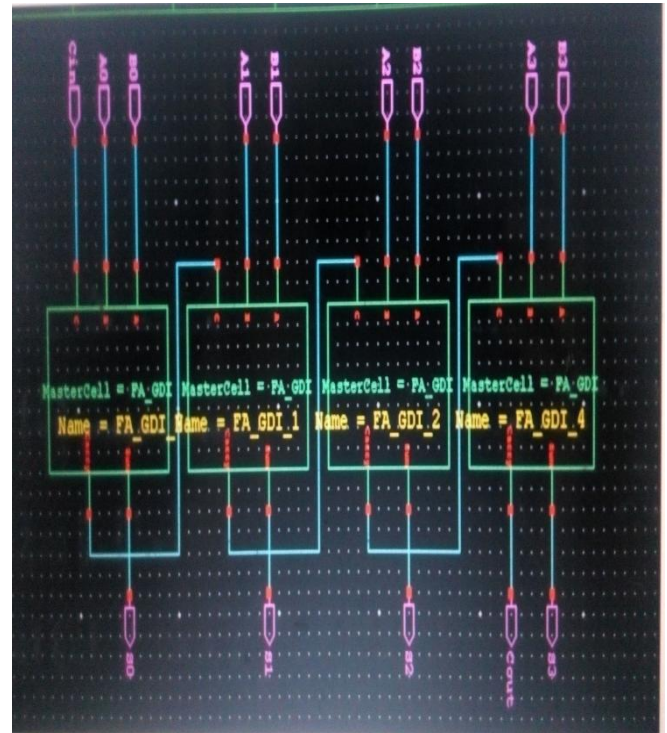 Cin A0 B0 A1 B1 A2 B2 A3 B3
C B A C B A C B A C B A
MasterCell = FA_GDI MasterCell = FA_GDI MasterCell = FA_GDI MasterCell = FA_GDI
Name = FA_GDI_ Name = FA_GDI_1 Name = FA_GDI_2 Name = FA_GDI_4
S0 S1 S2 Cout S3